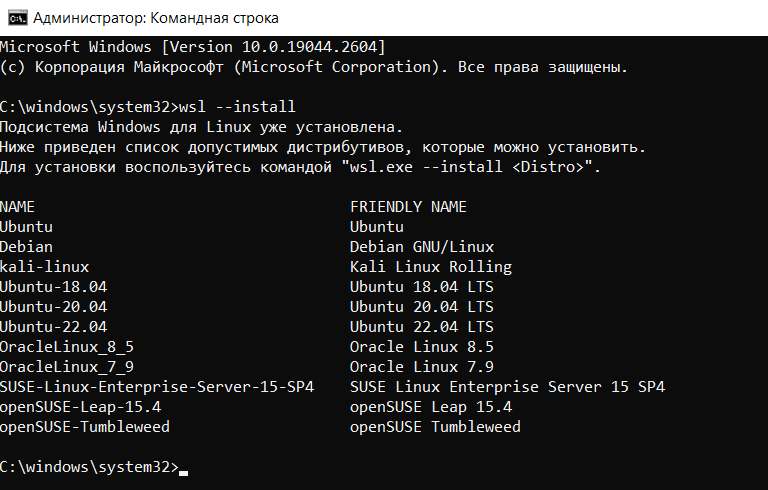 Администратор: Командная строка
Microsoft Windows [Version 10.0.19044.2604]
(c) Корпорация Майкрософт (Microsoft Corporation). Все права защищены.
C:\windows\system32>wsl --install
Подсистема Windows для Linux уже установлена.
Ниже приведен список допустимых дистрибутивов, которые можно установить.
Для установки воспользуйтесь командой "wsl.exe --install <Distro>".
NAME FRIENDLY NAME
Ubuntu Ubuntu
Debian Debian GNU/Linux
kali-linux Kali Linux Rolling
Ubuntu-18.04 Ubuntu 18.04 LTS
Ubuntu-20.04 Ubuntu 20.04 LTS
Ubuntu-22.04 Ubuntu 22.04 LTS
OracleLinux_8_5 Oracle Linux 8.5
OracleLinux_7_9 Oracle Linux 7.9
SUSE-Linux-Enterprise-Server-15-SP4 SUSE Linux Enterprise Server 15 SP4
openSUSE-Leap-15.4 openSUSE Leap 15.4
openSUSE-Tumbleweed openSUSE Tumbleweed
C:\windows\system32>